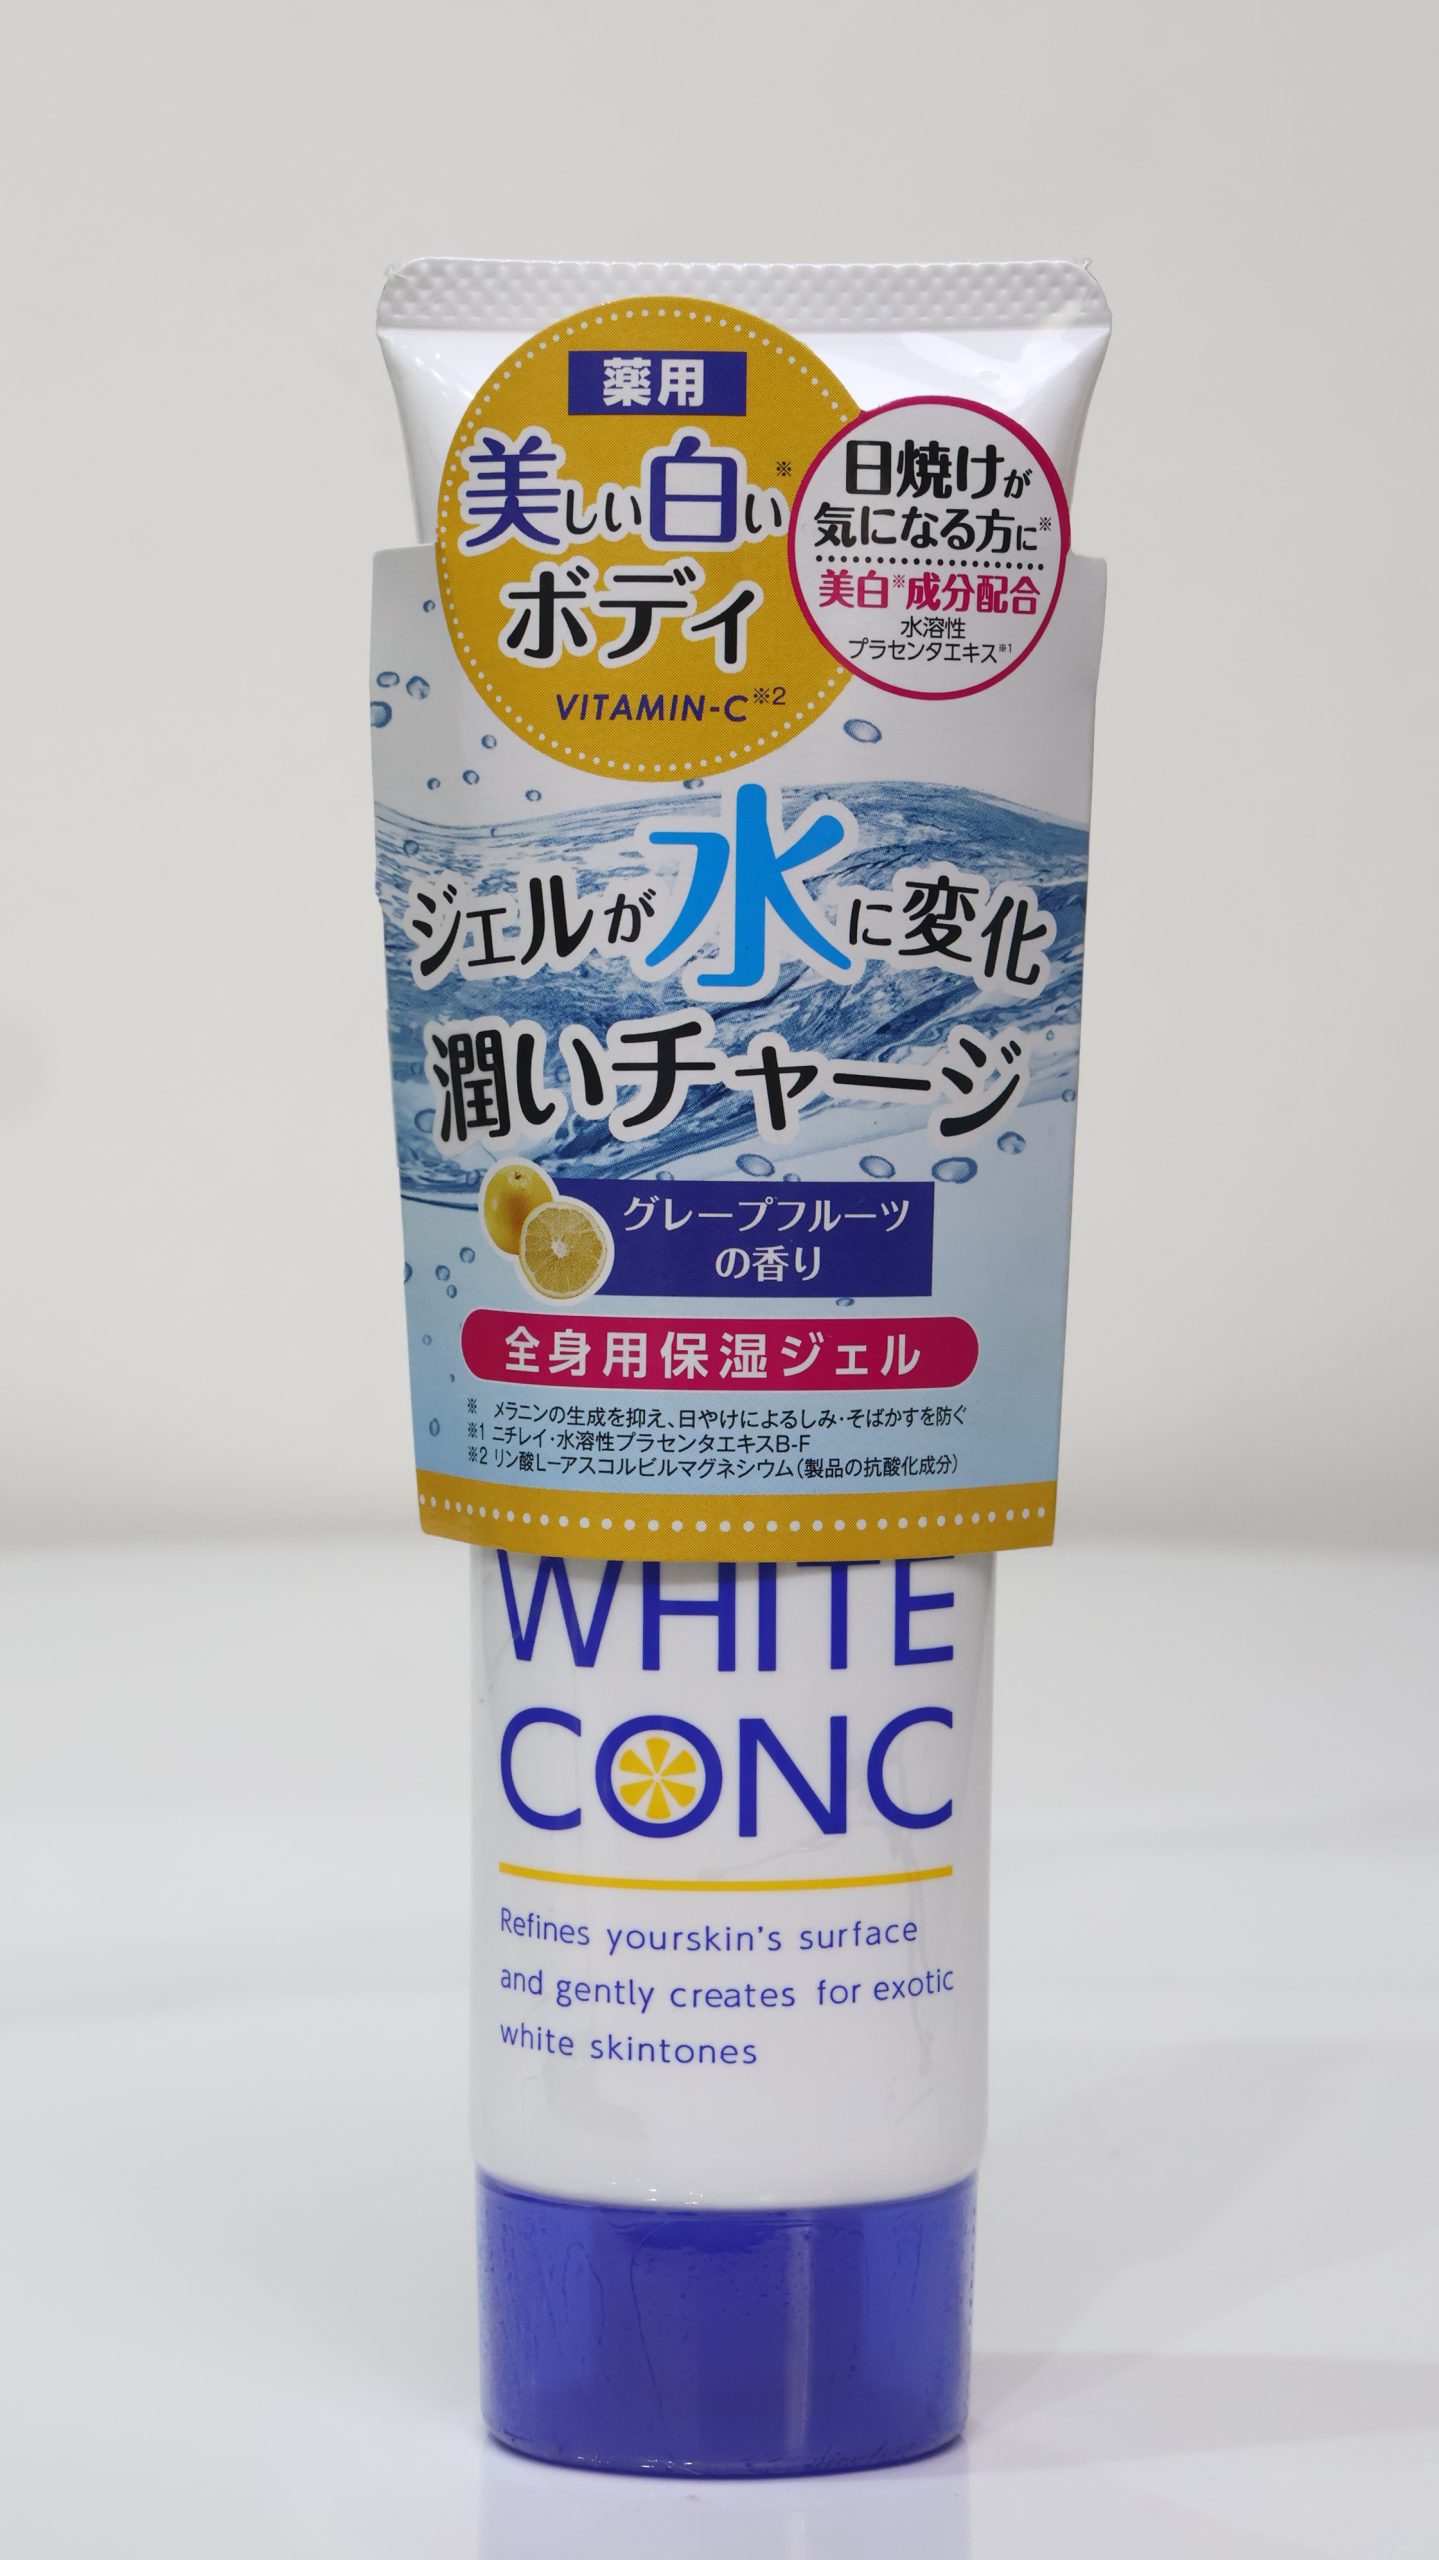 薬用
美しい白い※
ボディ
VITAMIN-C※2
日焼けが
気になる方に※
美白※成分配合
水溶性
プラセンタエキス※1
ジェルが水に変化
潤いチャージ
グレープフルーツ
の香り
全身用保湿ジェル
※ メラニンの生成を抑え、日やけによるしみ・そばかすを防ぐ
※1 ニチレイ・水溶性プラセンタエキスB-F
※2 リン酸L-アスコルビルマグネシウム(製品の抗酸化成分)
WHITE
CONC
Refines yourskin's surface
and gently creates for exotic
white skintones